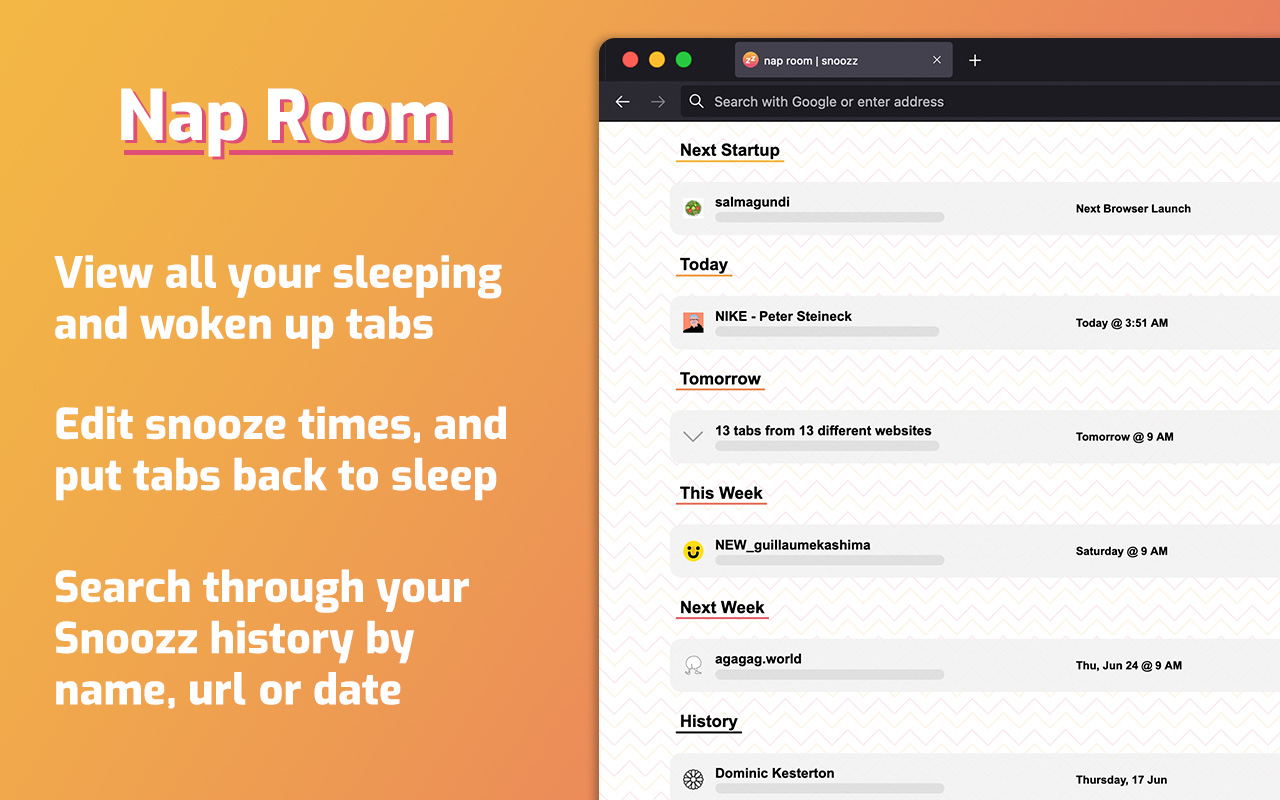 Nap Room
View all your sleeping
and woken up tabs
Edit snooze times, and
put tabs back to sleep
Search through your
Snoozz history by
name, url or date
nap room | snoozz
Search with Google or enter address
Next Startup
salmagundi
Next Browser Launch
Today
NIKE - Peter Steineck
Today @ 3:51 AM
Tomorrow
13 tabs from 13 different websites
Tomorrow @ 9 AM
This Week
NEW_guillaumekashima
Saturday @ 9 AM
Next Week
agagag.world
Thu, Jun 24 @ 9 AM
History
Dominic Kesterton
Thursday, 17 Jun